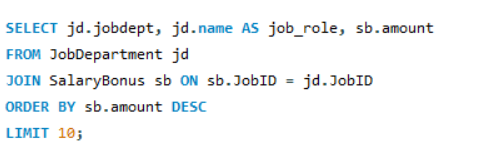 SELECT jd.jobdept, jd.name AS job_role, sb.amount
FROM JobDepartment jd
JOIN SalaryBonus sb ON sb.JobID = jd.JobID
ORDER BY sb.amount DESC
LIMIT 10;